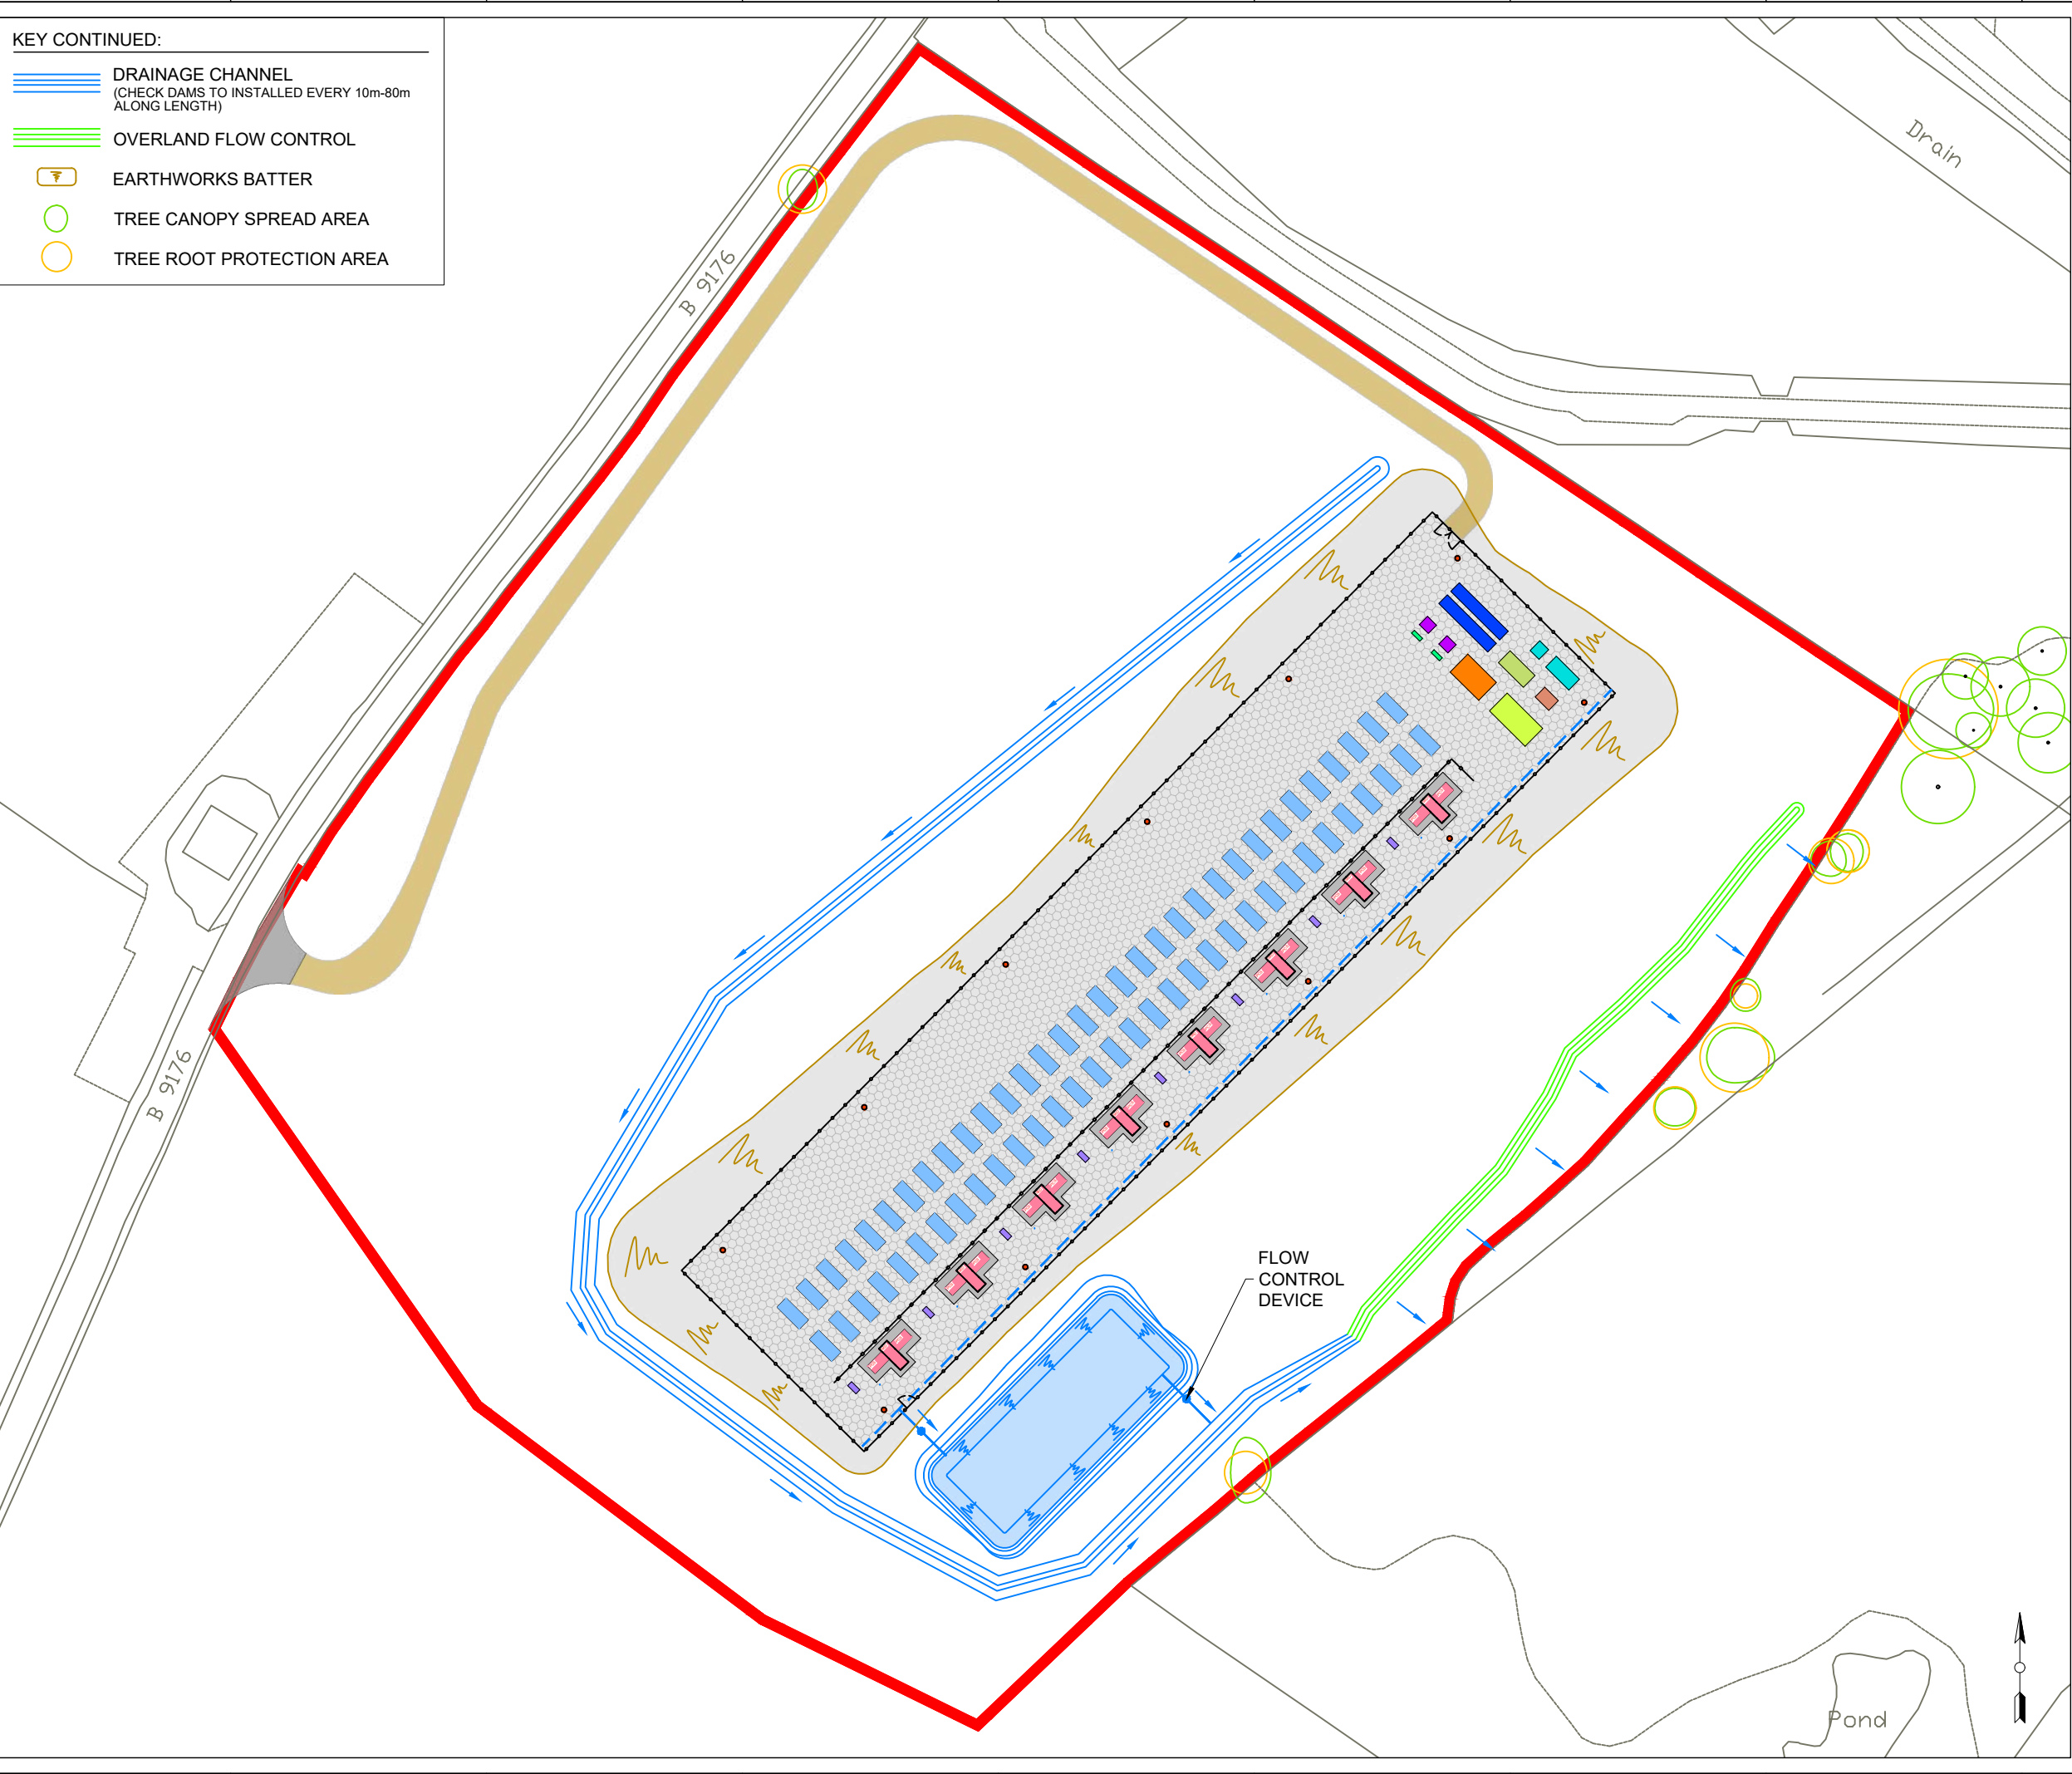 KEY CONTINUED:
DRAINAGE CHANNEL
(CHECK DAMS TO INSTALLED EVERY 10m-80m
ALONG LENGTH)
OVERLAND FLOW CONTROL
EARTHWORKS BATTER
TREE CANOPY SPREAD AREA
TREE ROOT PROTECTION AREA
Drain
B 9176
B 9176
FLOW
CONTROL
DEVICE
Pond